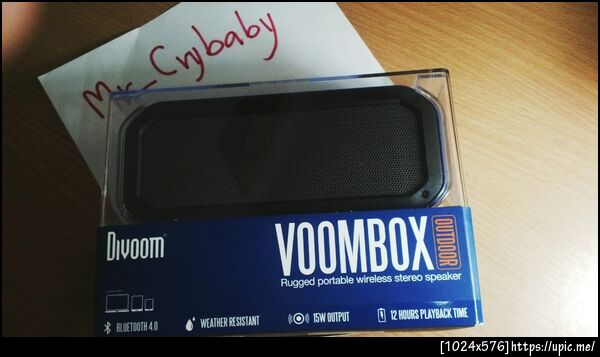 Mr_Crybaby
Divoom®
VOOMBOX OUTDOOR
Rugged portable wireless stereo speaker
BLUETOOTH 4.0 WEATHER RESISTANT 15W OUTPUT 12 HOURS PLAYBACK TIME
[1024x576]https://upic.me/